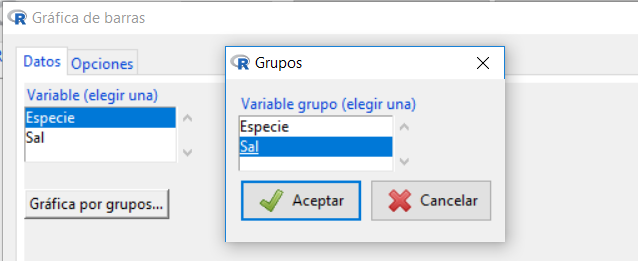 Gráfica de barras
Datos
Opciones
Variable (elegir una)
Especie
Sal
Gráfica por grupos...
Grupos
Variable grupo (elegir una)
Especie
Sal
Aceptar
Cancelar